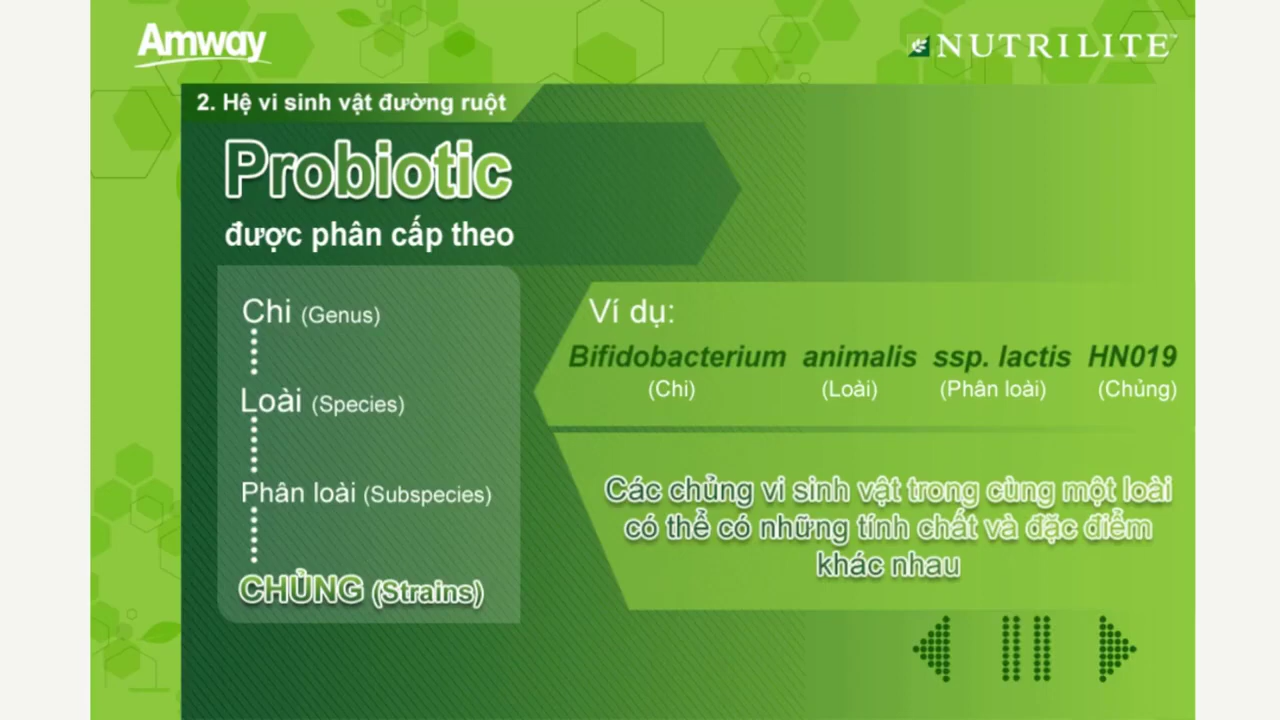 Amway
NUTRILITE™
2. Hệ vi sinh vật đường ruột
Probiotic
được phân cấp theo
Chi (Genus)
Loài (Species)
Phân loài (Subspecies)
CHỦNG (Strains)
Ví dụ:
Bifidobacterium animalis ssp. lactis HN019
(Chi) (Loài) (Phân loài) (Chủng)
Các chủng vi sinh vật trong cùng một loài
có thể có những tính chất và đặc điểm
khác nhau